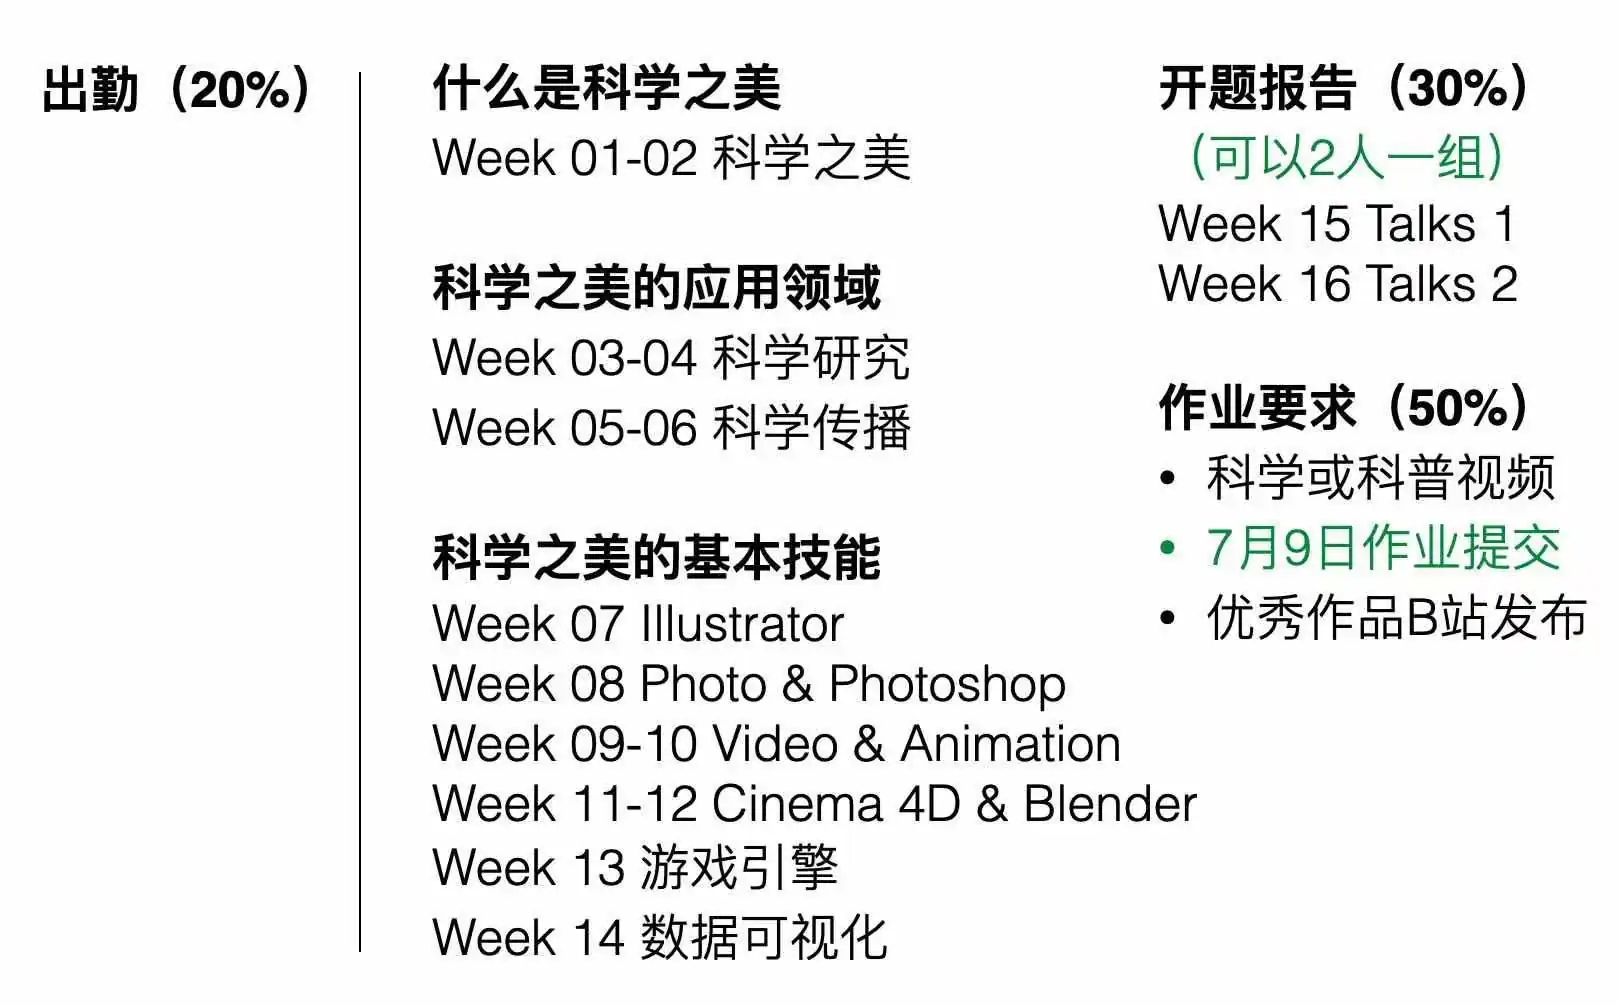 出勤（20%）
什么是科学之美
Week 01-02 科学之美
科学之美的应用领域
Week 03-04 科学研究
Week 05-06 科学传播
科学之美的基本技能
Week 07 Illustrator
Week 08 Photo & Photoshop
Week 09-10 Video & Animation
Week 11-12 Cinema 4D & Blender
Week 13 游戏引擎
Week 14 数据可视化
开题报告（30%）
（可以2人一组）
Week 15 Talks 1
Week 16 Talks 2
作业要求（50%）
• 科学或科普视频
• 7月9日作业提交
• 优秀作品B站发布